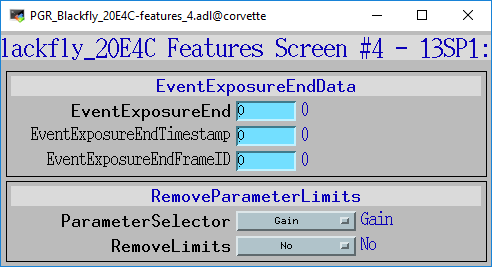 PGR_Blackfly_20E4C-features_4.adl@corvette
lackfly_20E4C Features Screen #4 - 13SP1:
EventExposureEndData
EventExposureEnd 0 0
EventExposureEndTimestamp 0 0
EventExposureEndFrameID 0 0
RemoveParameterLimits
ParameterSelector Gain Gain
RemoveLimits No No